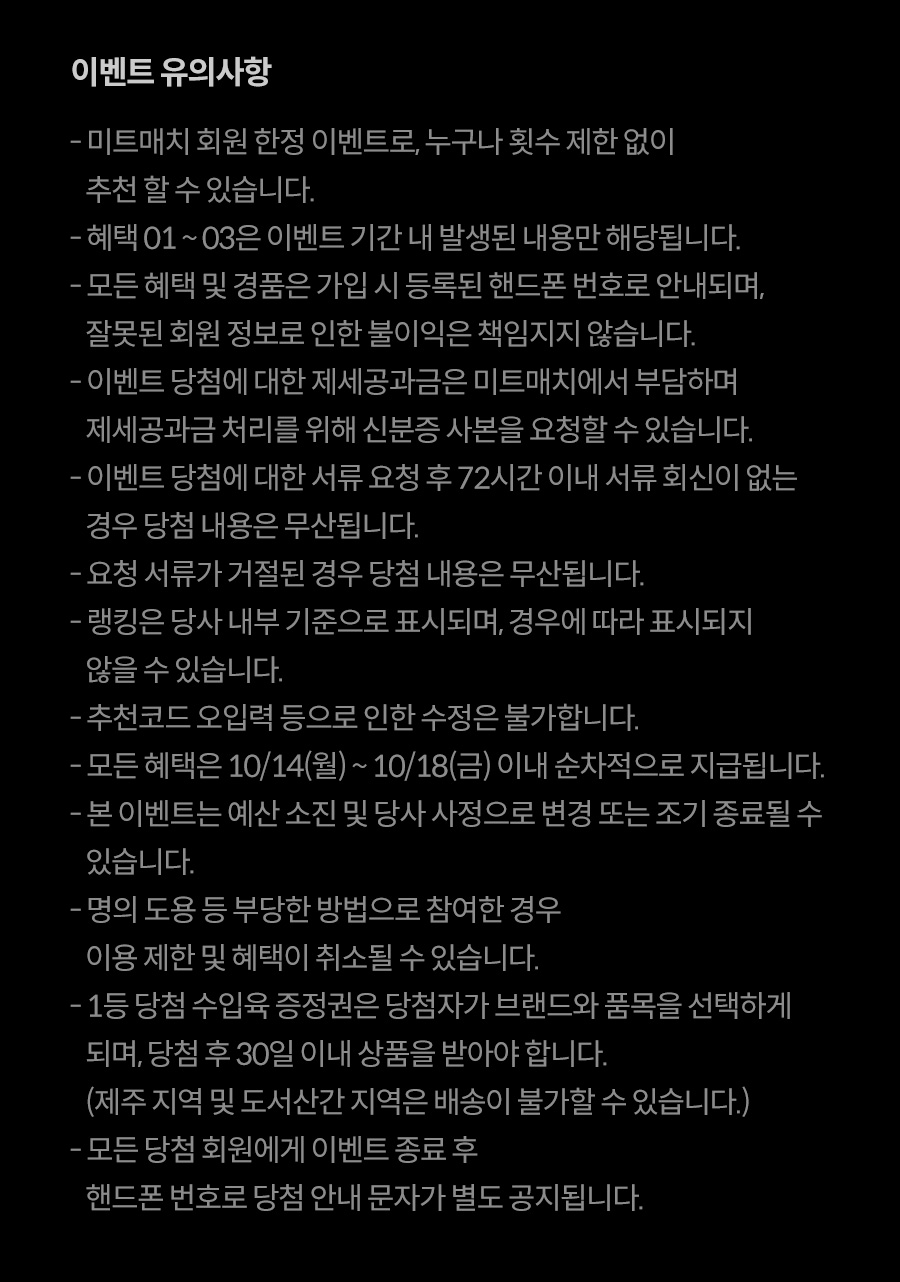 이벤트 유의사항
- 미트매치 회원 한정 이벤트로, 누구나 횟수 제한 없이
추천 할 수 있습니다.
- 혜택 01 ~ 03은 이벤트 기간 내 발생된 내용만 해당됩니다.
- 모든 혜택 및 경품은 가입 시 등록된 핸드폰 번호로 안내되며,
잘못된 회원 정보로 인한 불이익은 책임지지 않습니다.
- 이벤트 당첨에 대한 제세공과금은 미트매치에서 부담하며
제세공과금 처리를 위해 신분증 사본을 요청할 수 있습니다.
- 이벤트 당첨에 대한 서류 요청 후 72시간 이내 서류 회신이 없는
경우 당첨 내용은 무산됩니다.
- 요청 서류가 거절된 경우 당첨 내용은 무산됩니다.
- 랭킹은 당사 내부 기준으로 표시되며, 경우에 따라 표시되지
않을 수 있습니다.
- 추천코드 오입력 등으로 인한 수정은 불가합니다.
- 모든 혜택은 10/14(월) ~ 10/18(금) 이내 순차적으로 지급됩니다.
- 본 이벤트는 예산 소진 및 당사 사정으로 변경 또는 조기 종료될 수
있습니다.
- 명의 도용 등 부당한 방법으로 참여한 경우
이용 제한 및 혜택이 취소될 수 있습니다.
- 1등 당첨 수입육 증정권은 당첨자가 브랜드와 품목을 선택하게
되며, 당첨 후 30일 이내 상품을 받아야 합니다.
(제주 지역 및 도서산간 지역은 배송이 불가할 수 있습니다.)
- 모든 당첨 회원에게 이벤트 종료 후
핸드폰 번호로 당첨 안내 문자가 별도 공지됩니다.